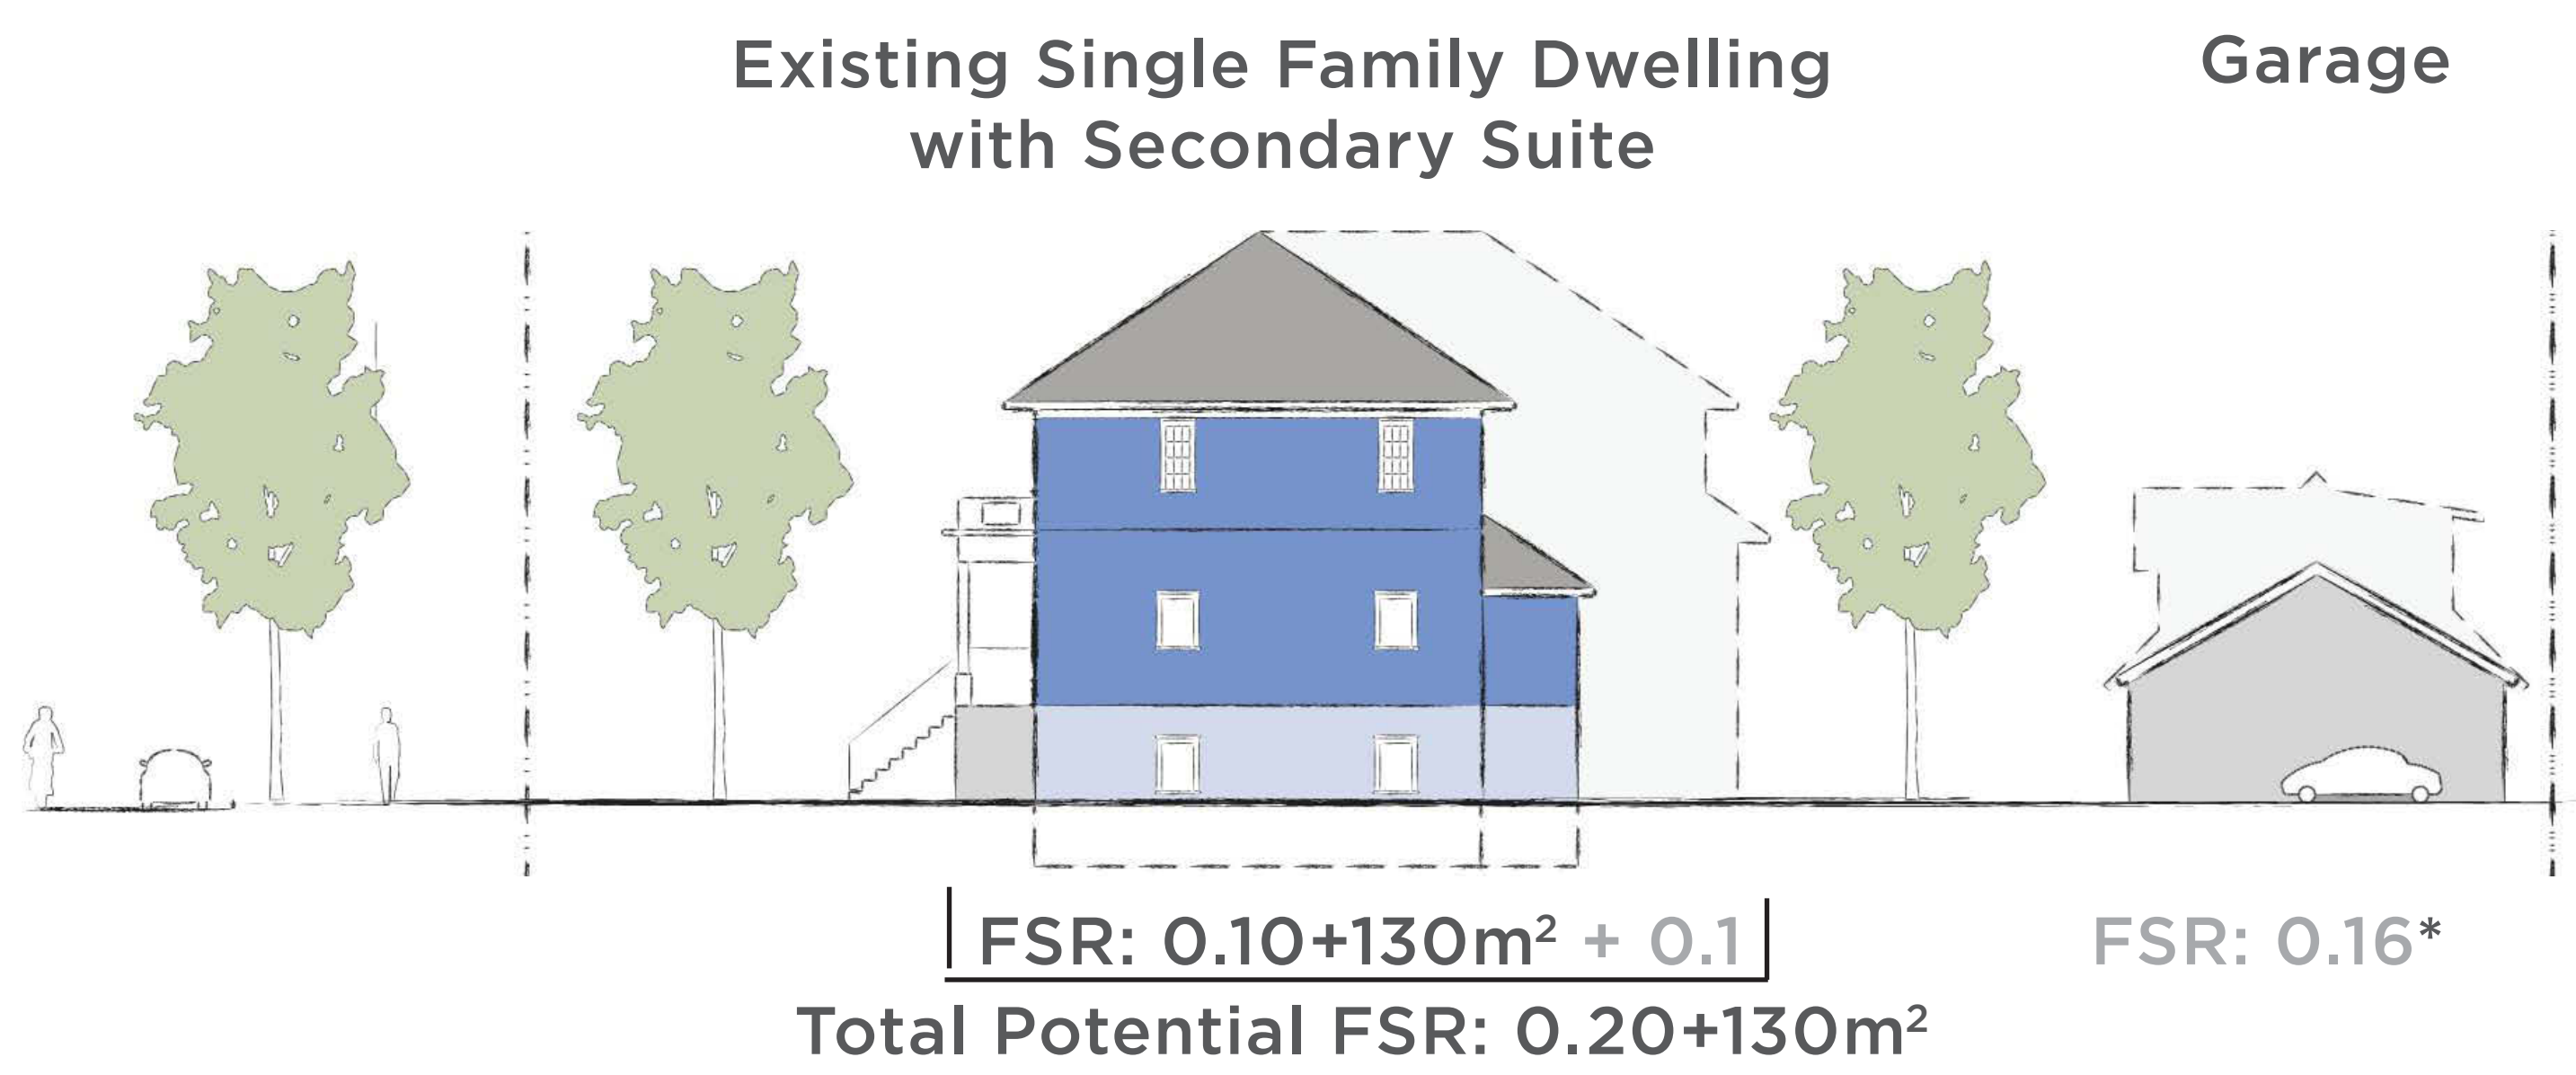 Existing Single Family Dwelling
with Secondary Suite
Garage
FSR: 0.10+130m² + 0.1
FSR: 0.16*
Total Potential FSR: 0.20+130m²